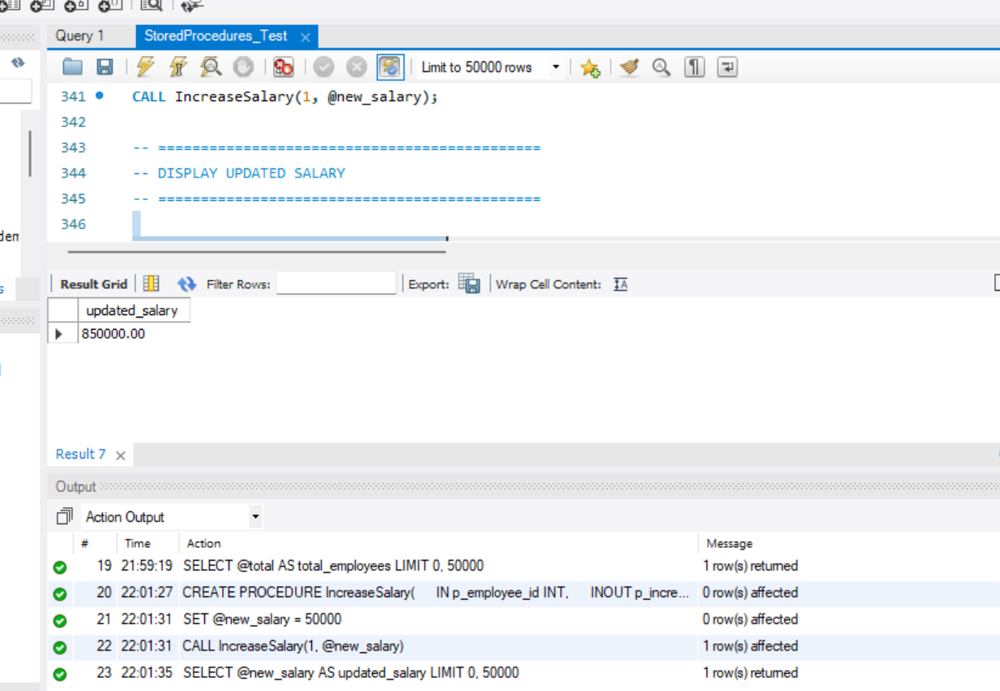 Query 1
StoredProcedures_Test
Limit to 50000 rows
341 CALL IncreaseSalary(1, @new_salary);
342
343 -- =============================================
344 -- DISPLAY UPDATED SALARY
345 -- =============================================
346
Result Grid Filter Rows: Export: Wrap Cell Content:
updated_salary
850000.00
Result 7
Output
Action Output
# Time Action Message
19 21:59:19 SELECT @total AS total_employees LIMIT 0, 50000 1 row(s) returned
20 22:01:27 CREATE PROCEDURE IncreaseSalary( IN p_employee_id INT, INOUT p_incre... 0 row(s) affected
21 22:01:31 SET @new_salary = 50000 0 row(s) affected
22 22:01:31 CALL IncreaseSalary(1, @new_salary) 1 row(s) affected
23 22:01:35 SELECT @new_salary AS updated_salary LIMIT 0, 50000 1 row(s) returned